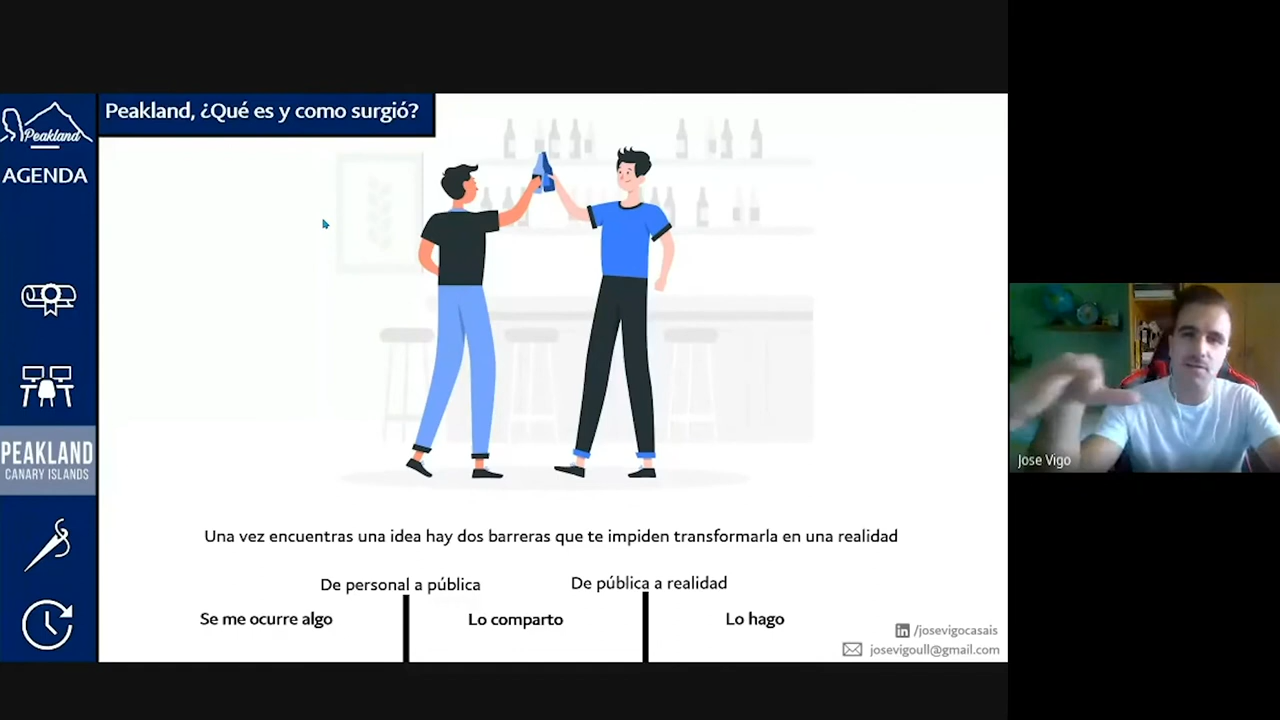 Peakland
AGENDA
PEAKLAND
CANARY ISLANDS
Peakland, ¿Qué es y como surgió?
Una vez encuentras una idea hay dos barreras que te impiden transformarla en una realidad
De personal a pública
De pública a realidad
Se me ocurre algo
Lo comparto
Lo hago
in /josevigocasais
josevigoull@gmail.com
Jose Vigo